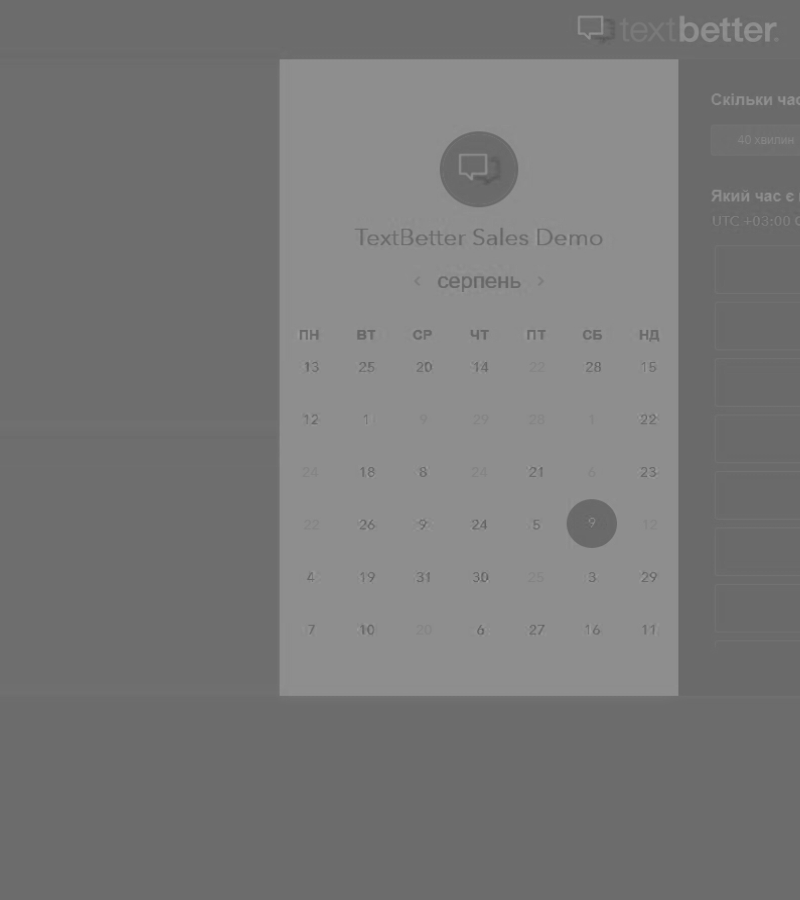 textbetter.
Скільки час
40 хвилин
TextBetter Sales Demo
Який час є
UTC +03:00
‹ серпень ›
ПН ВТ СР ЧТ ПТ СБ НД
13 25 20 14 22 28 15
12 1 9 29 28 1 22
24 18 8 24 21 6 23
22 26 9 24 5 9 12
4 19 31 30 25 3 29
7 10 20 6 27 16 11